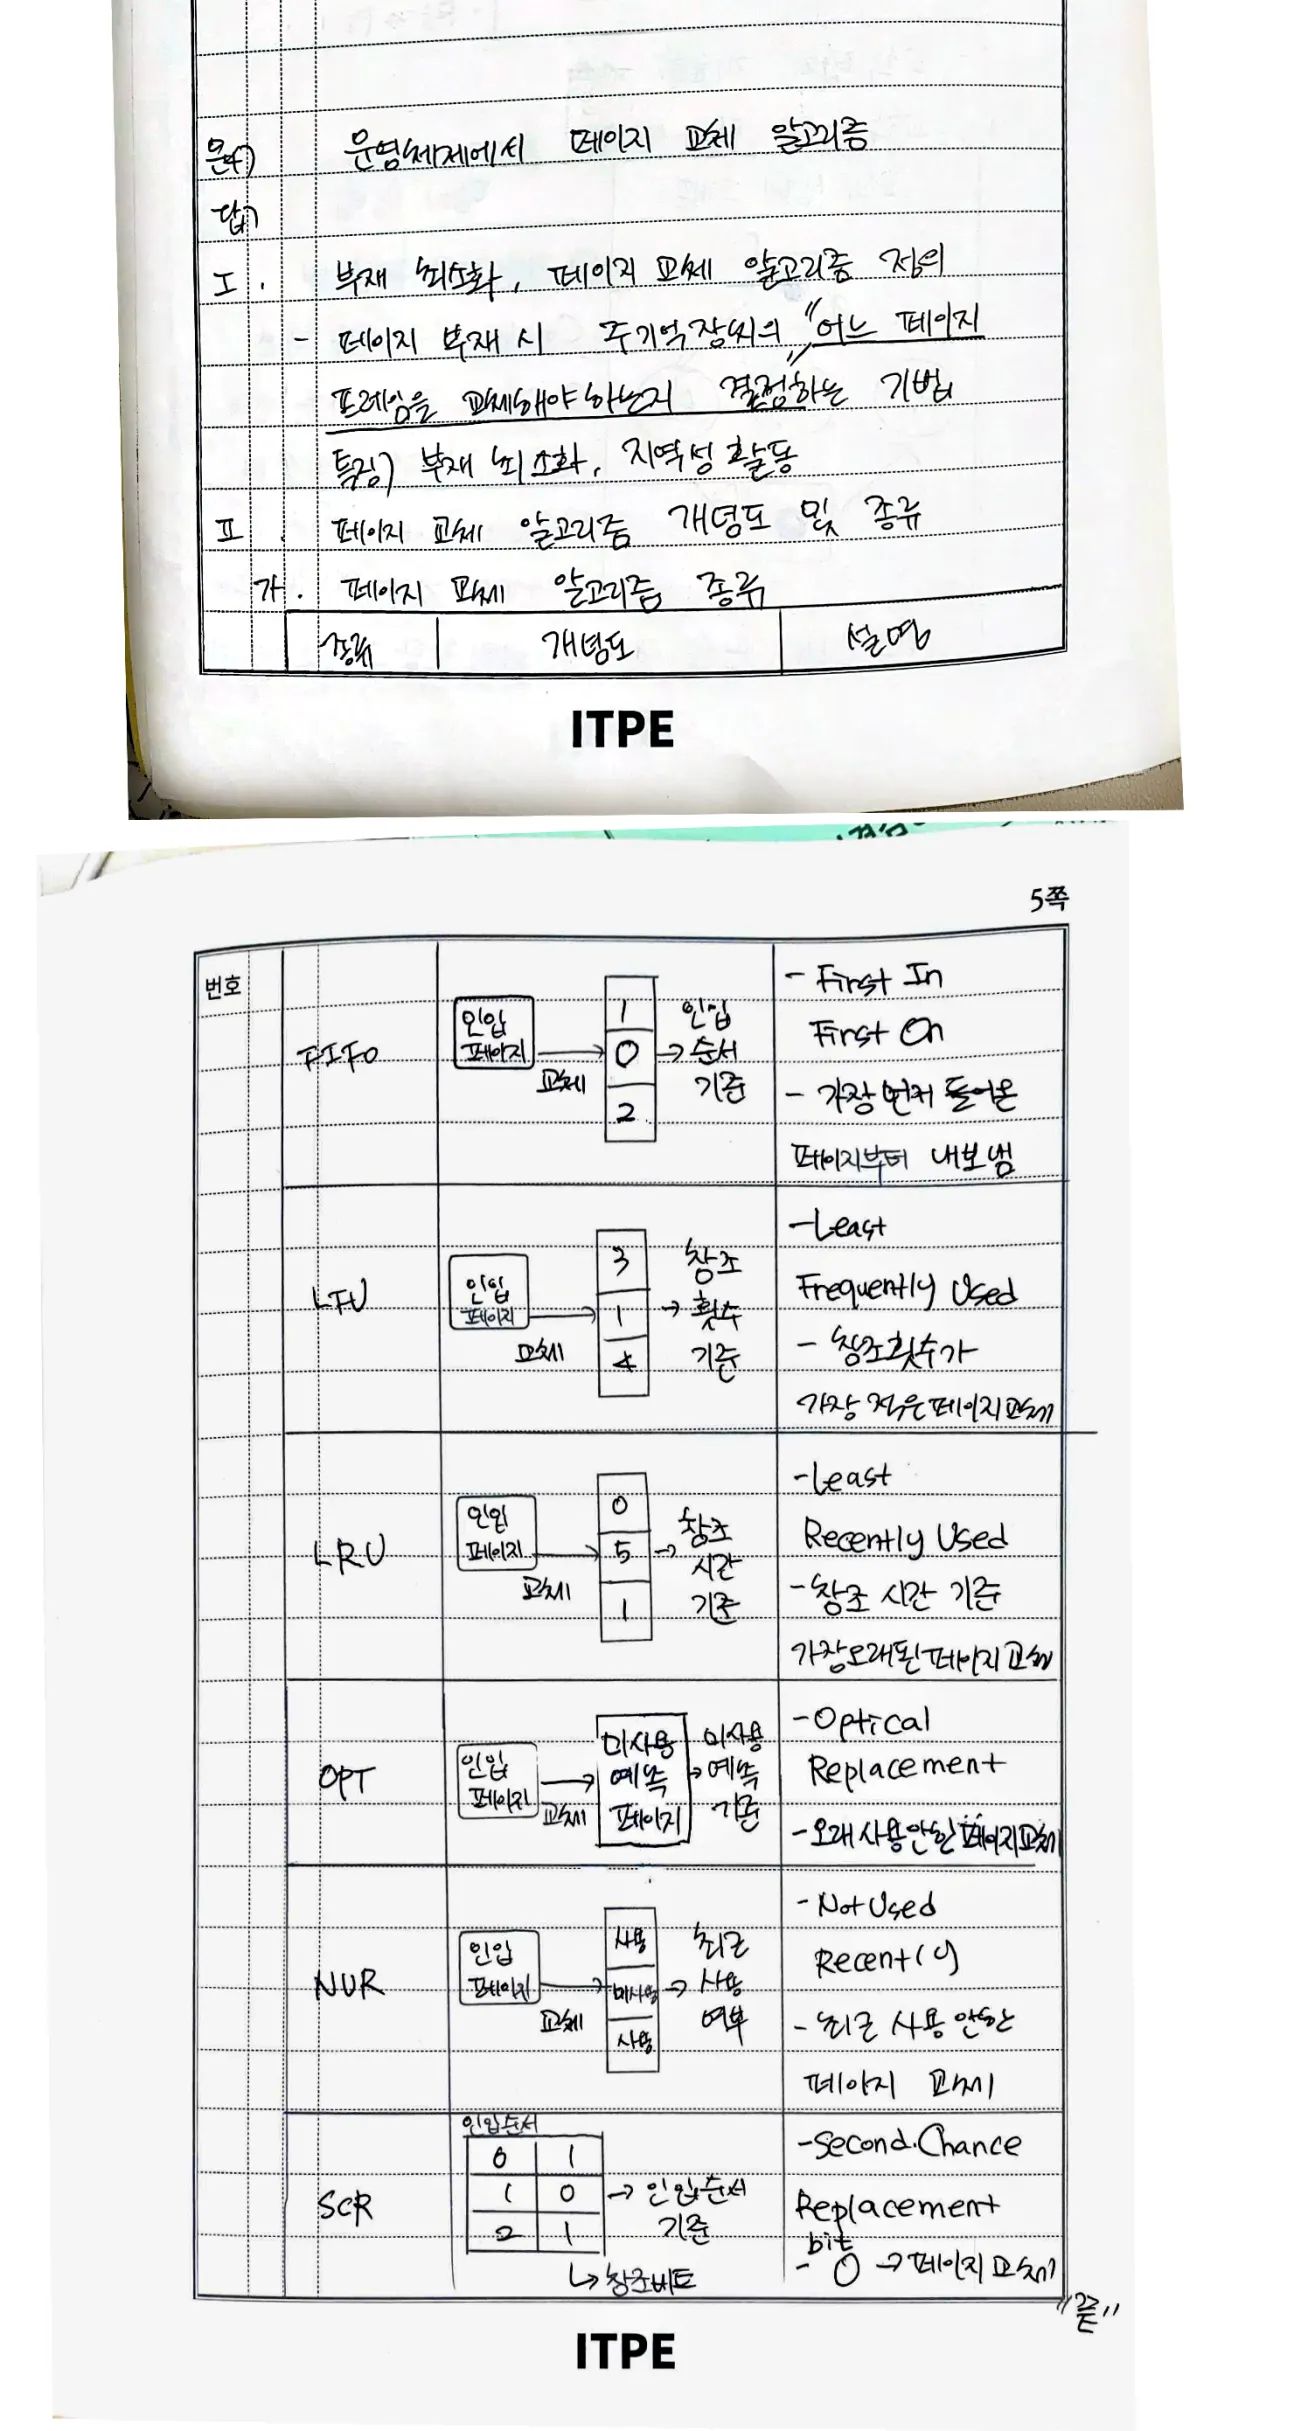 문4) 운영체제에서 페이지 교체 알고리즘
답)
I. 부재 최소화, 페이지 교체 알고리즘 정의
- 페이지 부재 시 주기억장치의 "어느 페이지
프레임을 교체해야 하는지 결정"하는 기법
특징) 부재 최소화, 지역성 활용
II. 페이지 교체 알고리즘 개념도 및 종류
가. 페이지 교체 알고리즘 종류
종류 개념도 설명
ITPE
5쪽
번호
FIFO
인입
페이지
교체
1
0
2
→ 인입
순서
기준
- First In
First On
- 가장 먼저 들어온
페이지부터 내보냄
LFU
인입
페이지
교체
3
1
4
→ 참조
횟수
기준
- Least
Frequently Used
- 참조횟수가
가장 적은 페이지 교체
LRU
인입
페이지
교체
0
5
1
→ 참조
시간
기준
- Least
Recently Used
- 참조 시간 기준
가장 오래된 페이지 교체
OPT
인입
페이지
교체
미사용
예측
페이지
→ 미사용
예측
기준
- Optical
Replacement
- 오래 사용안한 페이지 교체
NUR
인입
페이지
교체
사용
미사용
사용
→ 최근
사용
여부
- Not Used
Recently
- 최근 사용 안한
페이지 교체
SCR
인입순서
0 1
1 0
2 1
→ 인입순서
기준
↳ 참조비트
- Second Chance
Replacement
- bit 0 → 페이지 교체
"끝"
ITPE